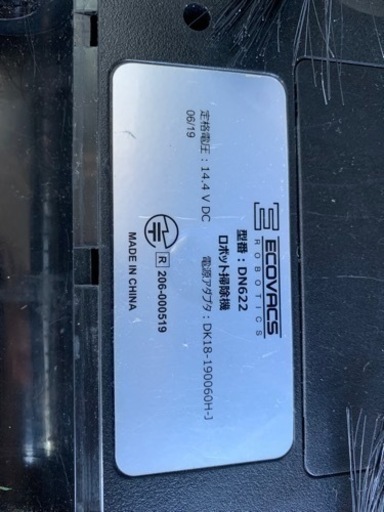 ECOVACS
ROBOTICS
型番：DN622
ロボット掃除機
電源アダプタ：DK18-190060H-J
定格電圧：14.4 V DC
06/19
R 206-000519
MADE IN CHINA